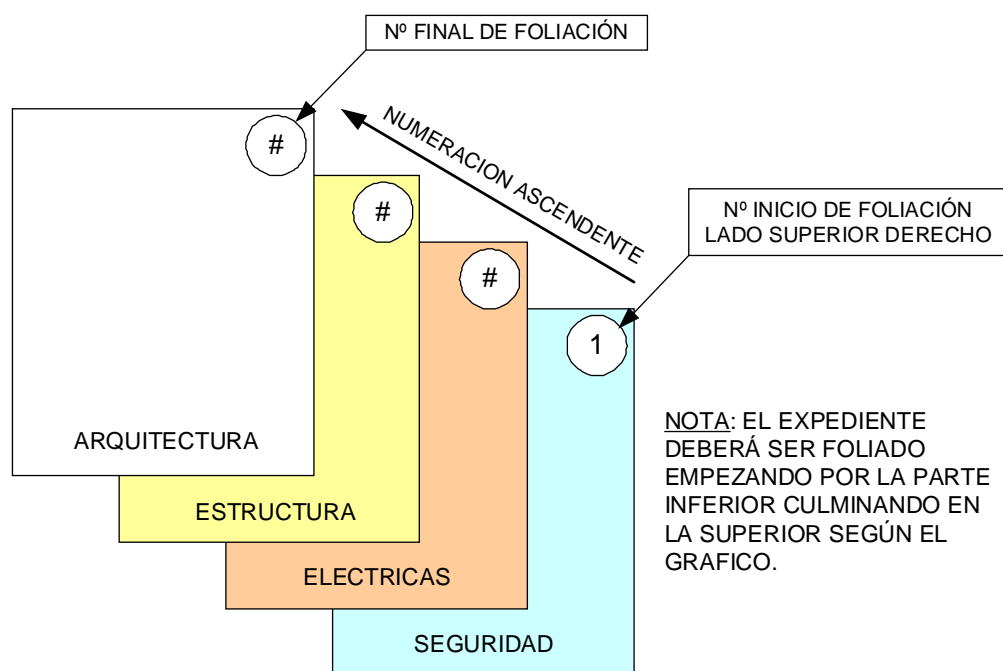 Nº FINAL DE FOLIACIÓN
#
NUMERACION ASCENDENTE
#
Nº INICIO DE FOLIACIÓN
LADO SUPERIOR DERECHO
#
1
NOTA: EL EXPEDIENTE
DEBERÁ SER FOLIADO
EMPEZANDO POR LA PARTE
INFERIOR CULMINANDO EN
LA SUPERIOR SEGÚN EL
GRAFICO.
ARQUITECTURA
ESTRUCTURA
ELECTRICAS
SEGURIDAD